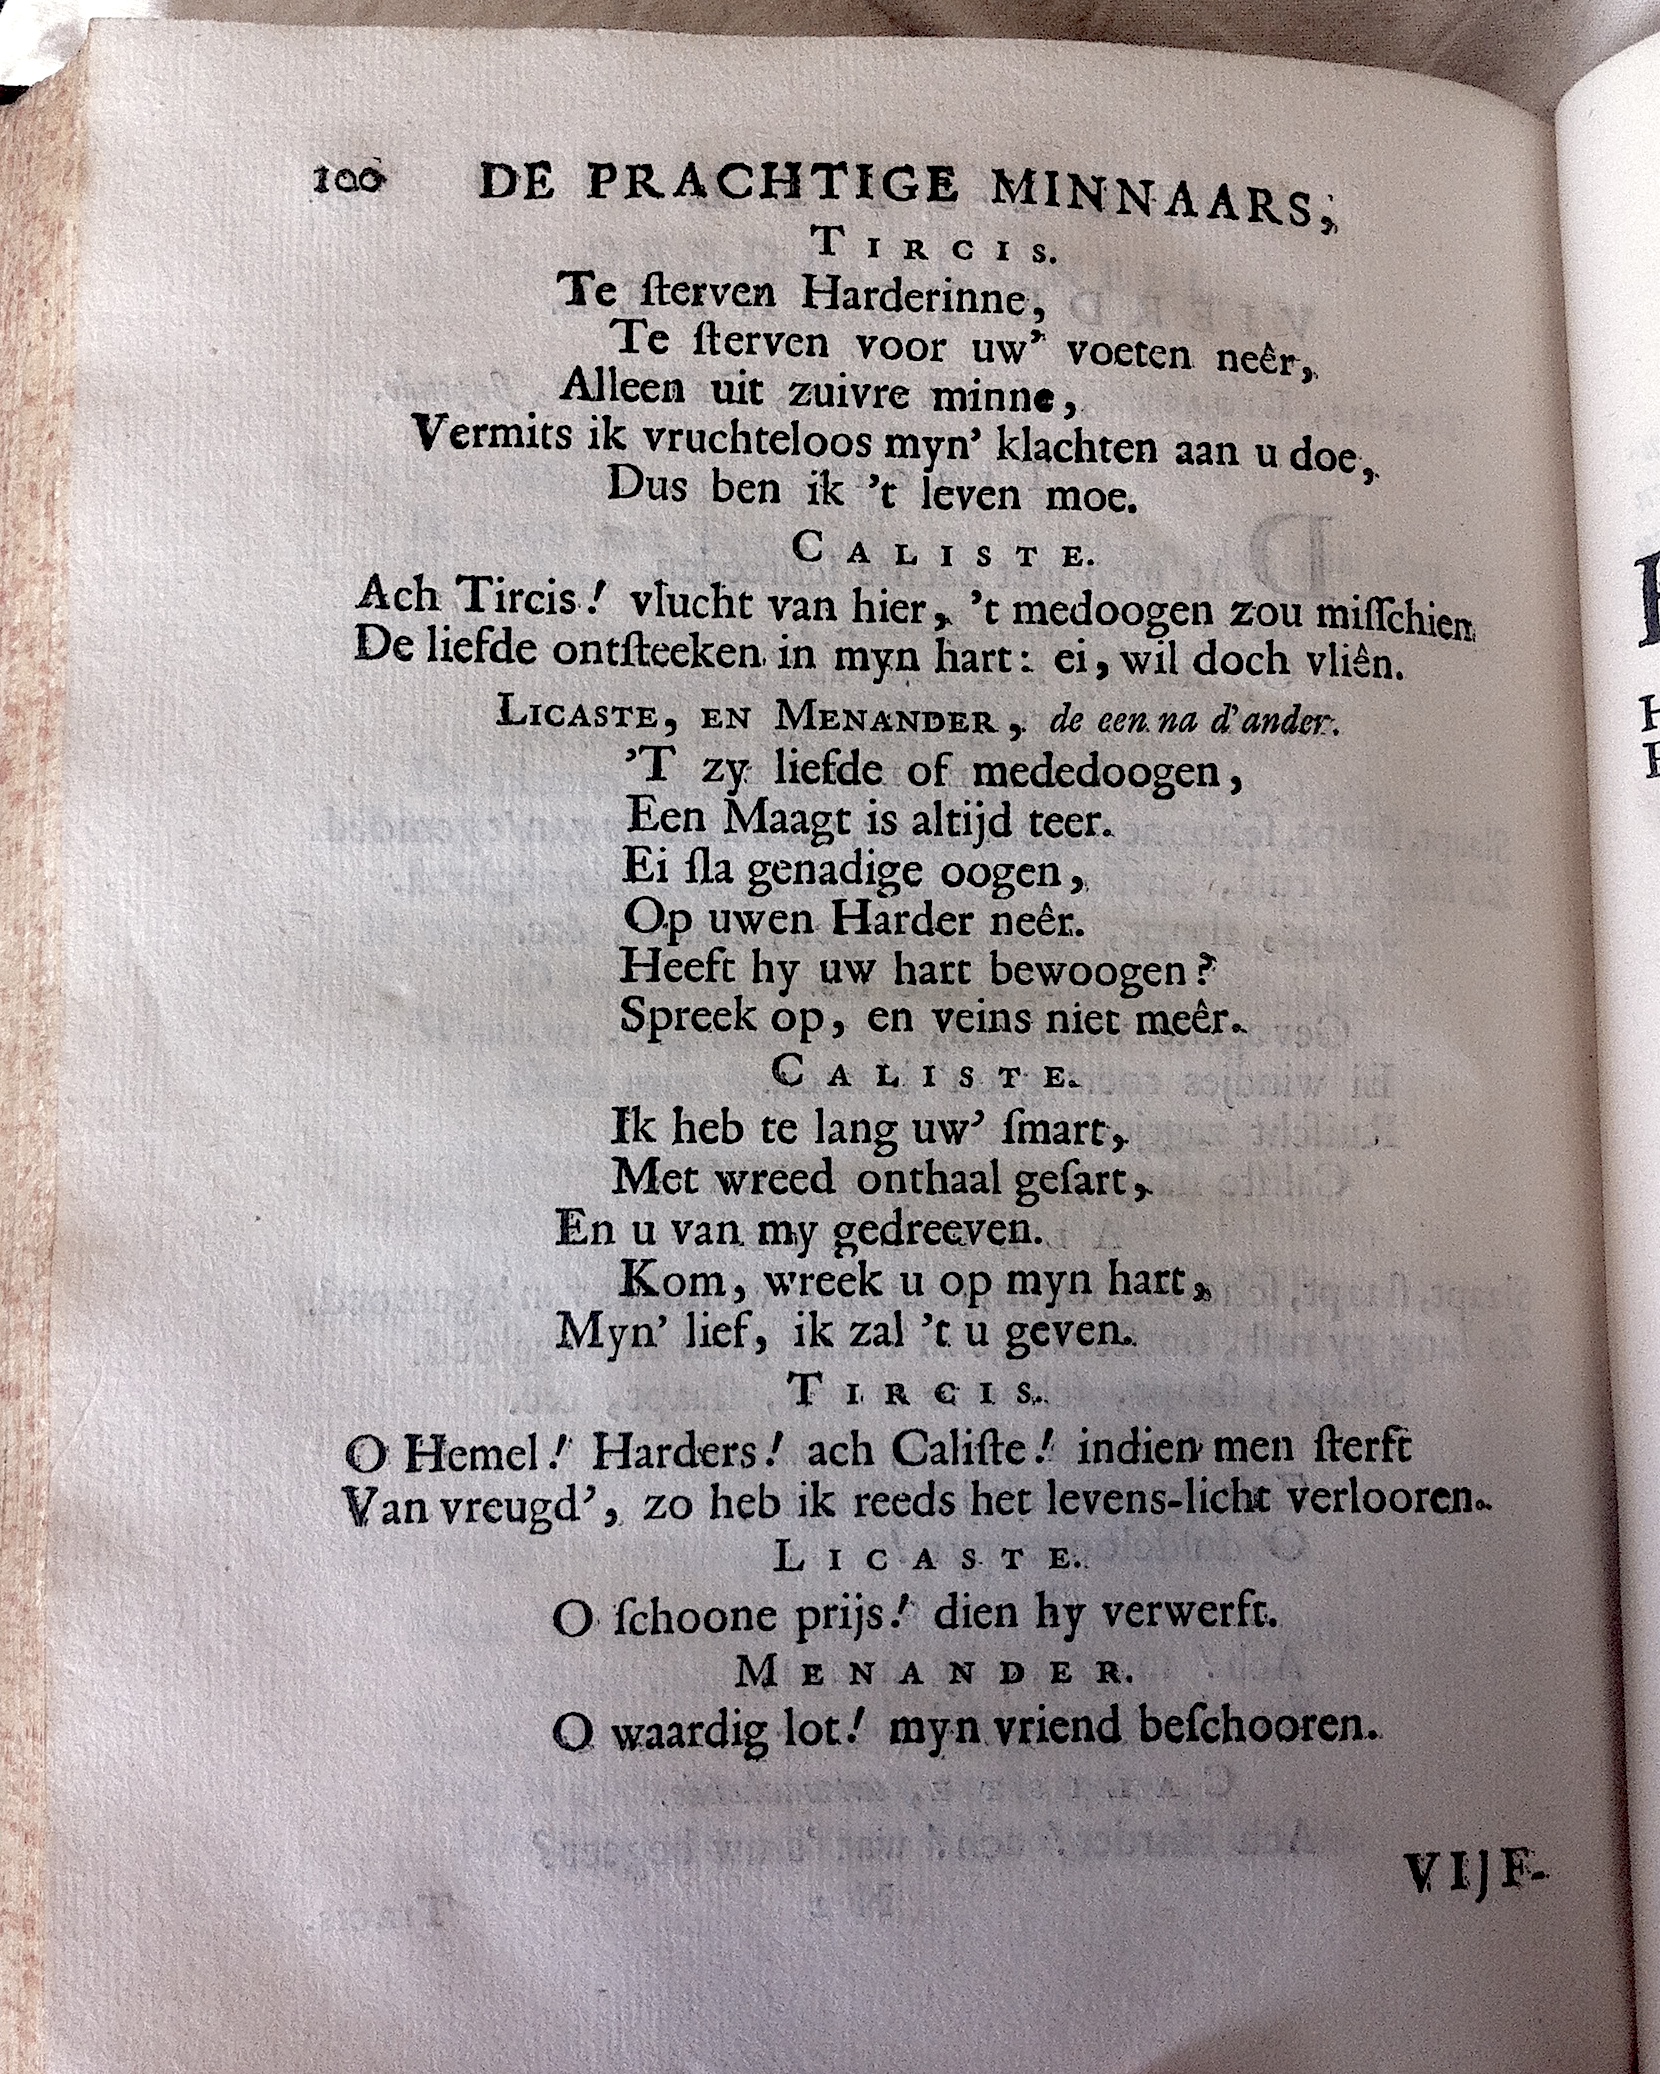 100 DE PRACHTIGE MINNAARS,
TIRCIS.
Te ſterven Harderinne,
Te ſterven voor uw' voeten neêr,
Alleen uit zuivre minne,
Vermits ik vruchteloos myn' klachten aan u doe,
Dus ben ik 't leven moe.
CALISTE.
Ach Tircis! vlucht van hier, 't medoogen zou miſſchien
De liefde ontſteeken in myn hart: ei, wil doch vliên.
LICASTE, EN MENANDER, de een na d'ander.
'T zy liefde of mededoogen,
Een Maagt is altijd teer.
Ei ſla genadige oogen,
Op uwen Harder neêr.
Heeft hy uw hart bewoogen?
Spreek op, en veins niet meêr.
CALISTE.
Ik heb te lang uw' ſmart,
Met wreed onthaal geſart,
En u van my gedreeven.
Kom, wreek u op myn hart,
Myn' lief, ik zal 't u geven.
TIRCIS.
O Hemel! Harders! ach Caliſte! indien men ſterft
Van vreugd', zo heb ik reeds het levens-licht verlooren.
LICASTE.
O ſchoone prijs! dien hy verwerft.
MENANDER.
O waardig lot! myn vriend beſchooren.
VIJF-